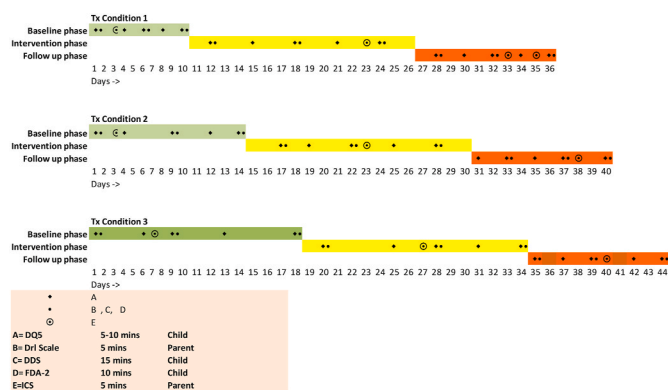 Tx Condition 1
Baseline phase
Intervention phase
Follow up phase
1 2 3 4 5 6 7 8 9 10 11 12 13 14 15 16 17 18 19 20 21 22 23 24 25 26 27 28 29 30 31 32 33 34 35 36
Days ->
Tx Condition 2
Baseline phase
Intervention phase
Follow up phase
1 2 3 4 5 6 7 8 9 10 11 12 13 14 15 16 17 18 19 20 21 22 23 24 25 26 27 28 29 30 31 32 33 34 35 36 37 38 39 40
Days ->
Tx Condition 3
Baseline phase
Intervention phase
Follow up phase
1 2 3 4 5 6 7 8 9 10 11 12 13 14 15 16 17 18 19 20 21 22 23 24 25 26 27 28 29 30 31 32 33 34 35 36 37 38 39 40 41 42 43 44
Days ->
A
B , C, D
E
A= DQ5 5-10 mins Child
B= Drl Scale 5 mins Parent
C= DDS 15 mins Child
D= FDA-2 10 mins Child
E=ICS 5 mins Parent